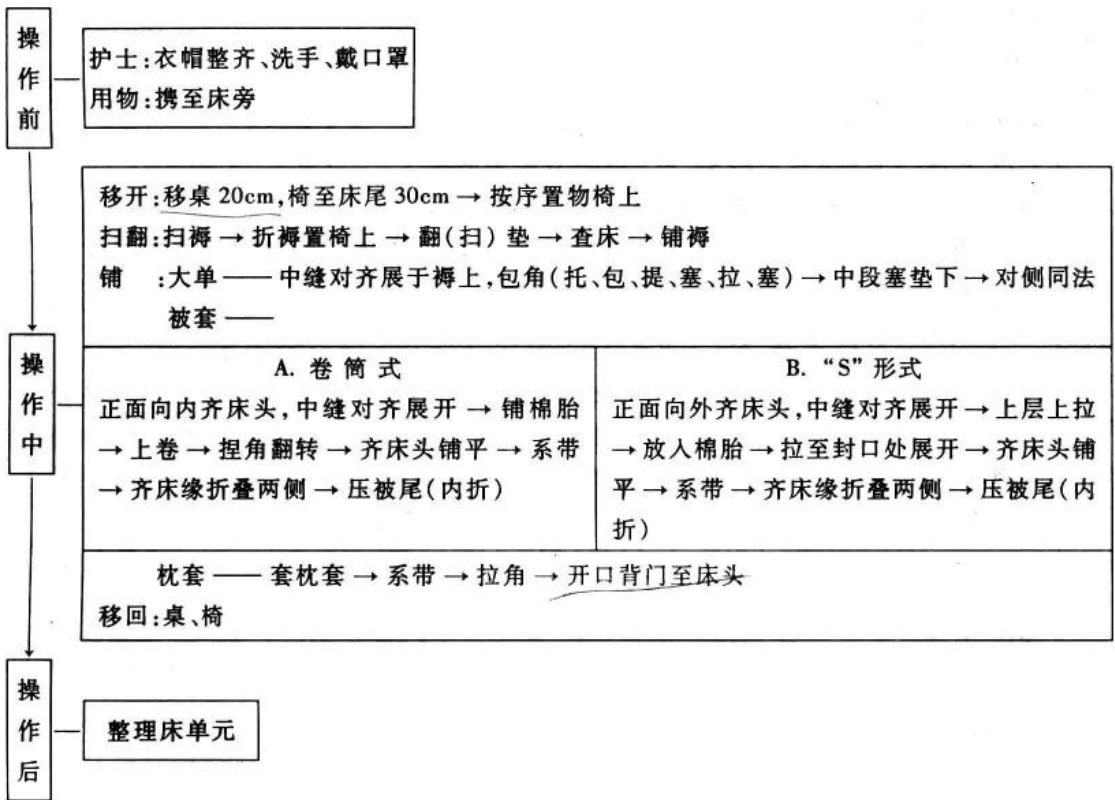 操作前
护士:衣帽整齐、洗手、戴口罩
用物:携至床旁
操作中
移开:移桌 20cm,椅至床尾 30cm → 按序置物椅上
扫翻:扫褥 → 折褥置椅上 → 翻(扫)垫 → 查床 → 铺褥
铺 :大单 —— 中缝对齐展于褥上,包角(托、包、提、塞、拉、塞) → 中段塞垫下 → 对侧同法
被套 ——
A. 卷筒式
正面向内齐床头,中缝对齐展开 → 铺棉胎
→ 上卷 → 捏角翻转 → 齐床头铺平 → 系带
→ 齐床缘折叠两侧 → 压被尾(内折)
B. “S”形式
正面向外齐床头,中缝对齐展开 → 上层上拉
→ 放入棉胎 → 拉至封口处展开 → 齐床头铺
平 → 系带 → 齐床缘折叠两侧 → 压被尾(内
折)
枕套 —— 套枕套 → 系带 → 拉角 → 开口背门至床头
移回:桌、椅
操作后
整理床单元